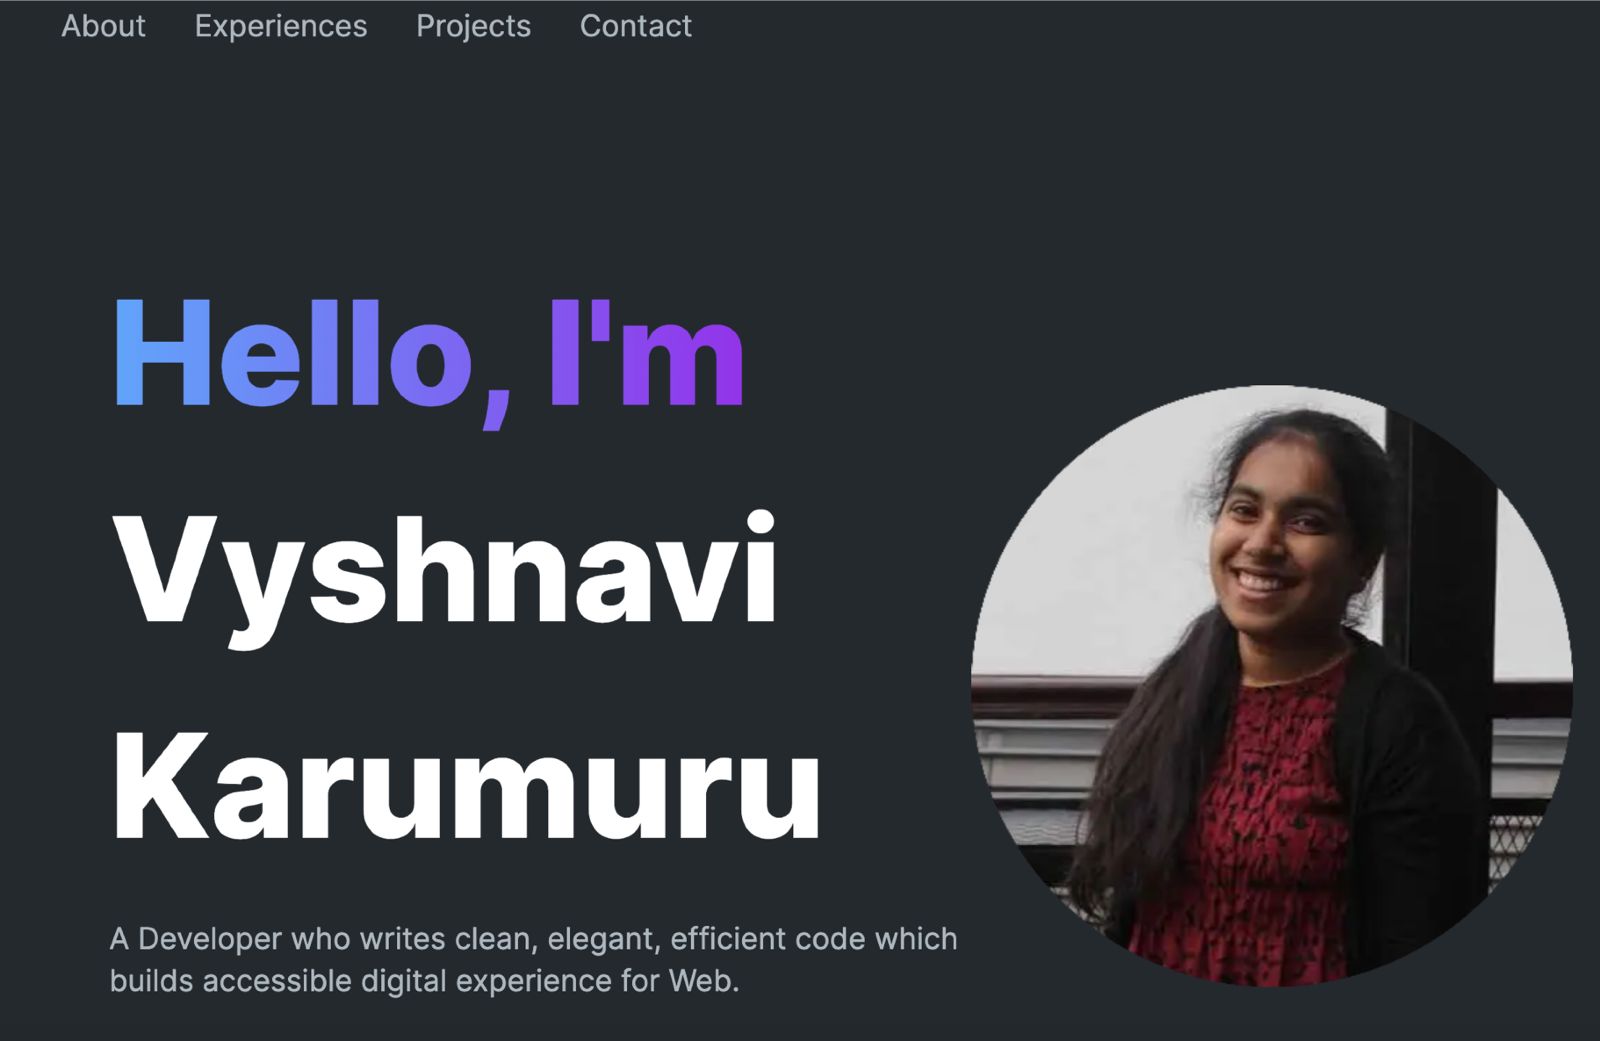 About Experiences Projects Contact
Hello, I'm
Vyshnavi
Karumuru
A Developer who writes clean, elegant, efficient code which
builds accessible digital experience for Web.